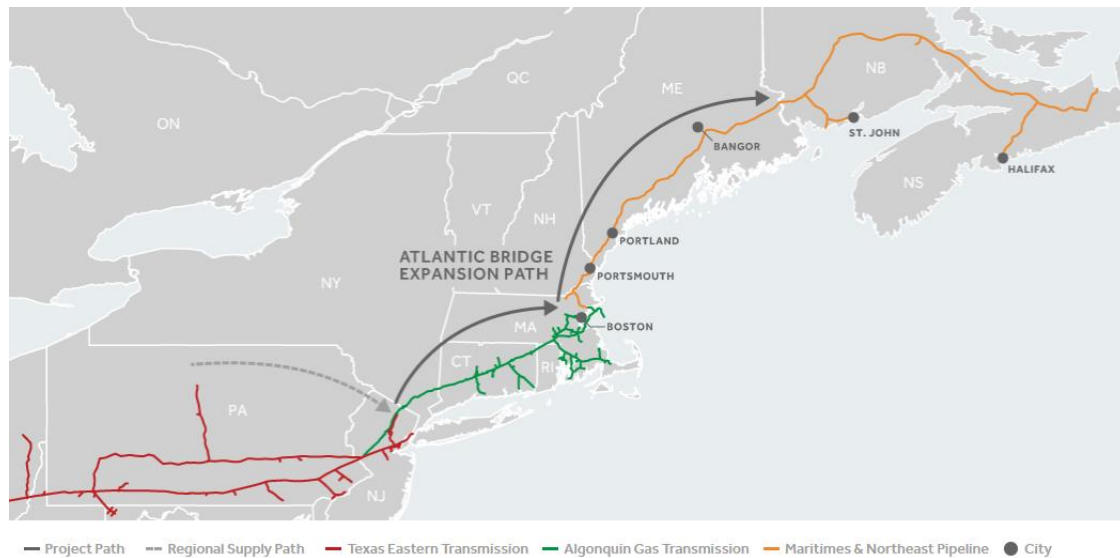 QC
NB
ME
ON
ST. JOHN
BANGOR
HALIFAX
NS
VT
NH
PORTLAND
ATLANTIC BRIDGE
EXPANSION PATH
PORTSMOUTH
NY
MA
BOSTON
CT
RI
PA
NJ
Project Path
Regional Supply Path
Texas Eastern Transmission
Algonquin Gas Transmission
Maritimes & Northeast Pipeline
City